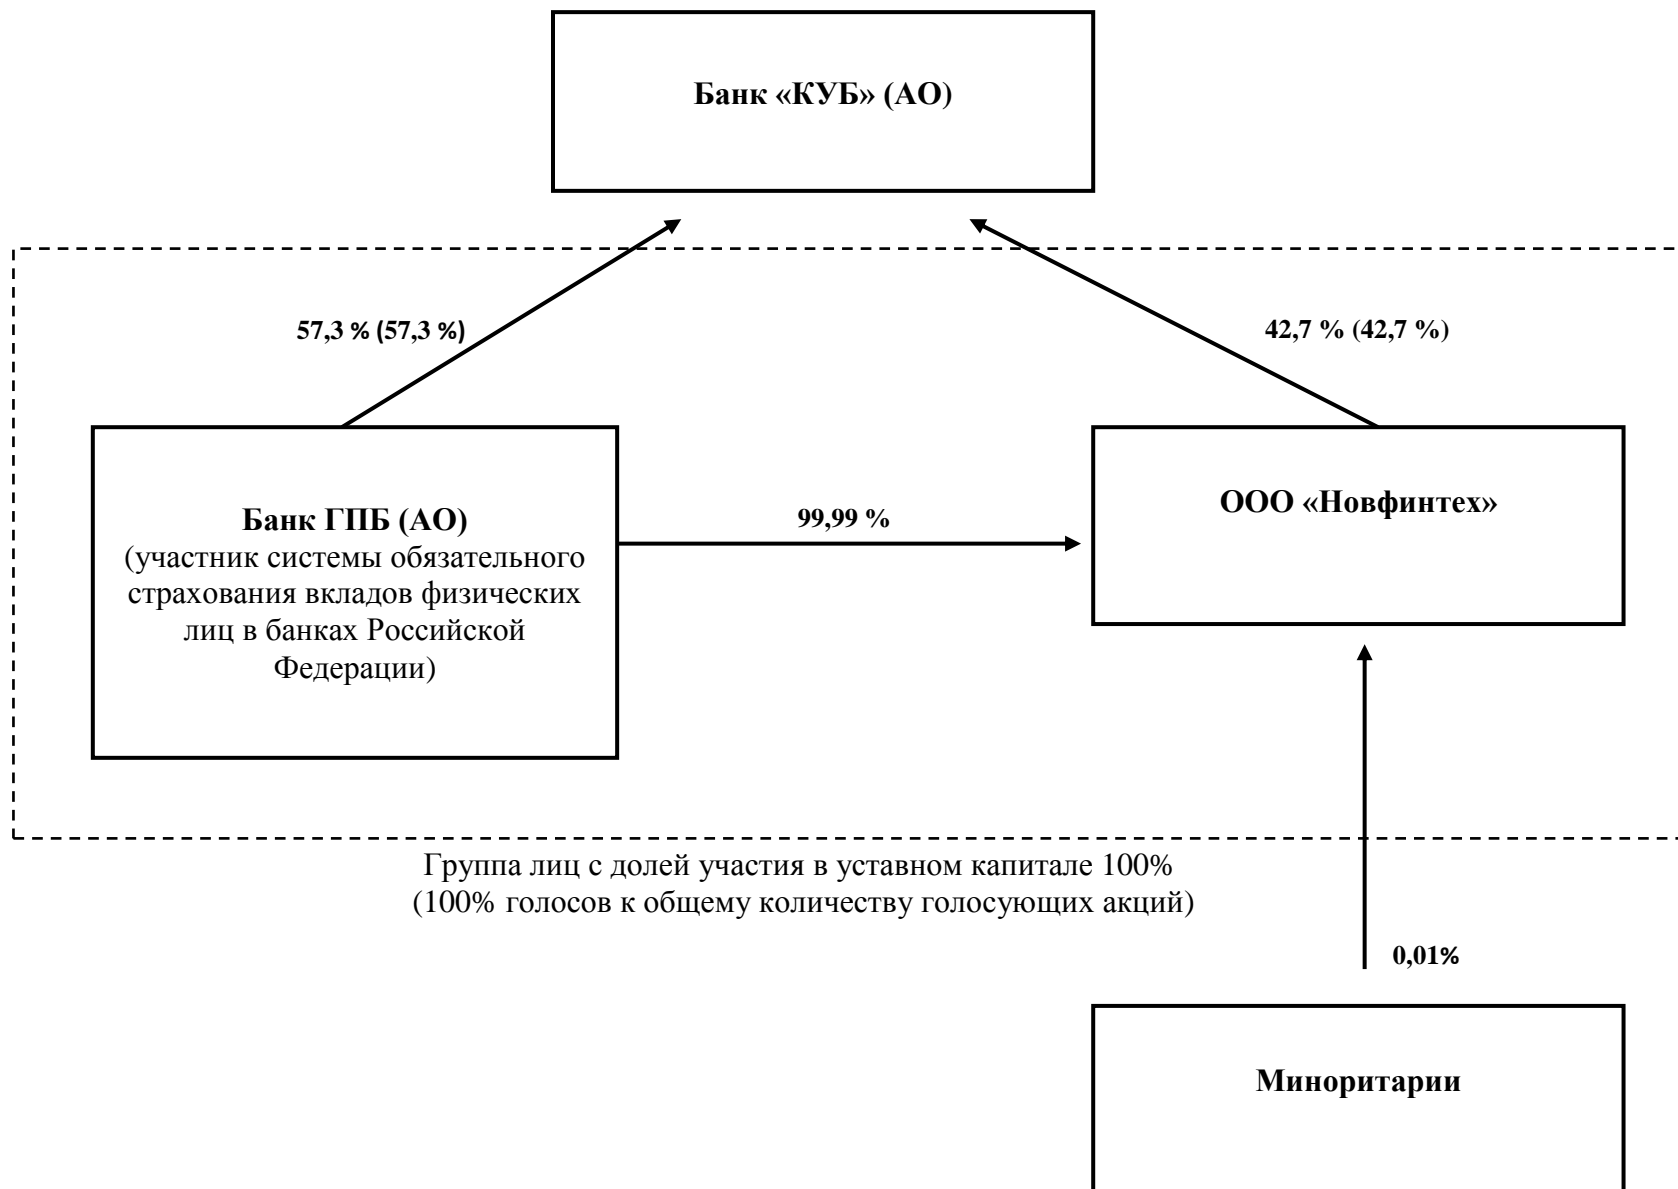 Банк «КУБ» (АО)
57,3 % (57,3 %)
42,7 % (42,7 %)
Банк ГПБ (АО)
(участник системы обязательного
страхования вкладов физических
лиц в банках Российской
Федерации)
99,99 %
ООО «Новфинтех»
Группа лиц с долей участия в уставном капитале 100%
(100% голосов к общему количеству голосующих акций)
0,01%
Миноритарии